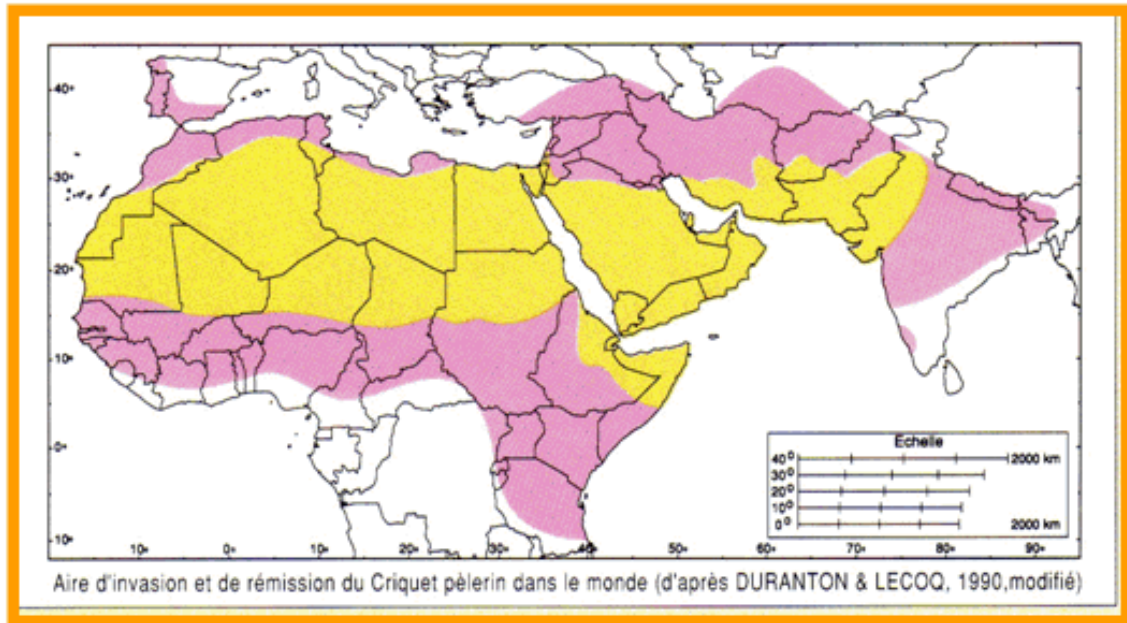 40°
30°
20°
10°
0°
10°
10° 0° 10° 20° 30° 40° 50° 60° 70° 80° 90°
Echelle
40° 2000 km
30°
20°
10°
0° 2000 km
Aire d'invasion et de rémission du Criquet pèlerin dans le monde (d'après DURANTON & LECOQ, 1990,modifié)